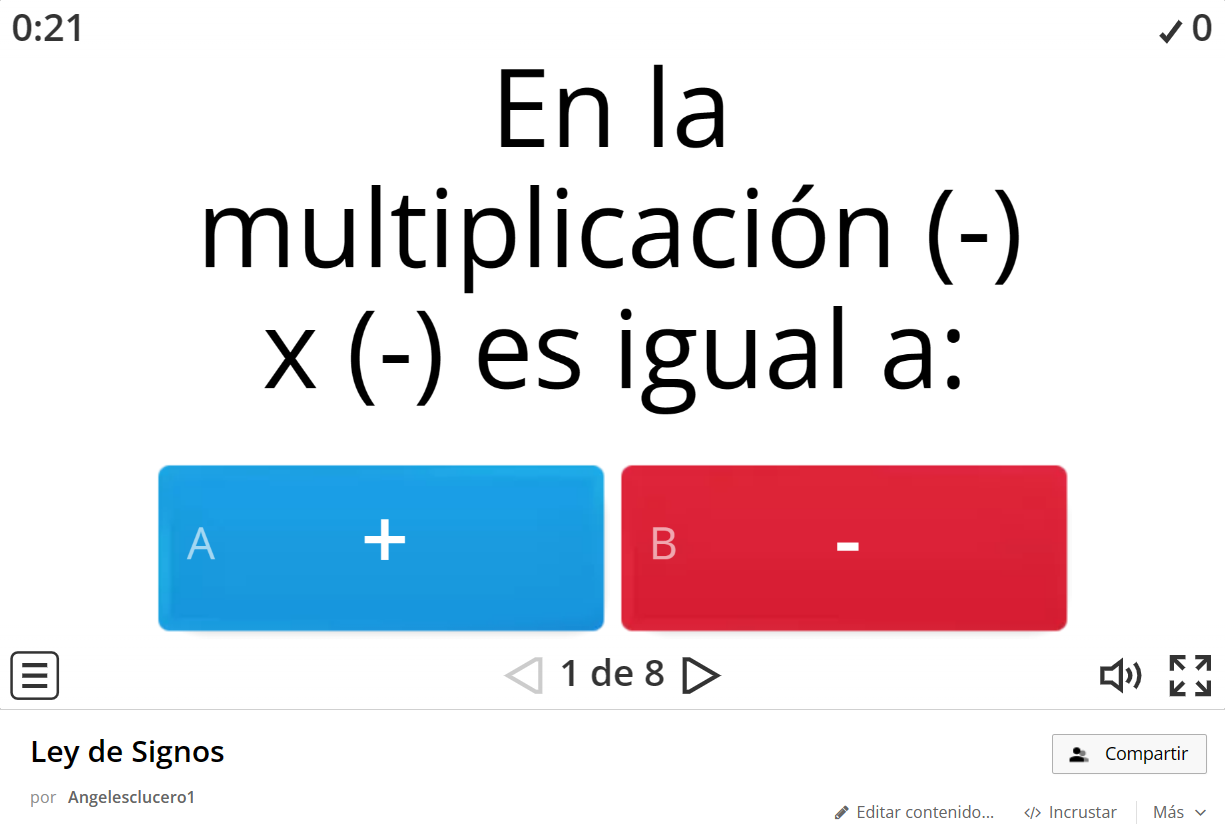 0:21
0
En la
multiplicación (-)
x (-) es igual a:
A +
B -
1 de 8
Ley de Signos
Compartir
por Angelesclucero1
Editar contenido... Incrustar Más